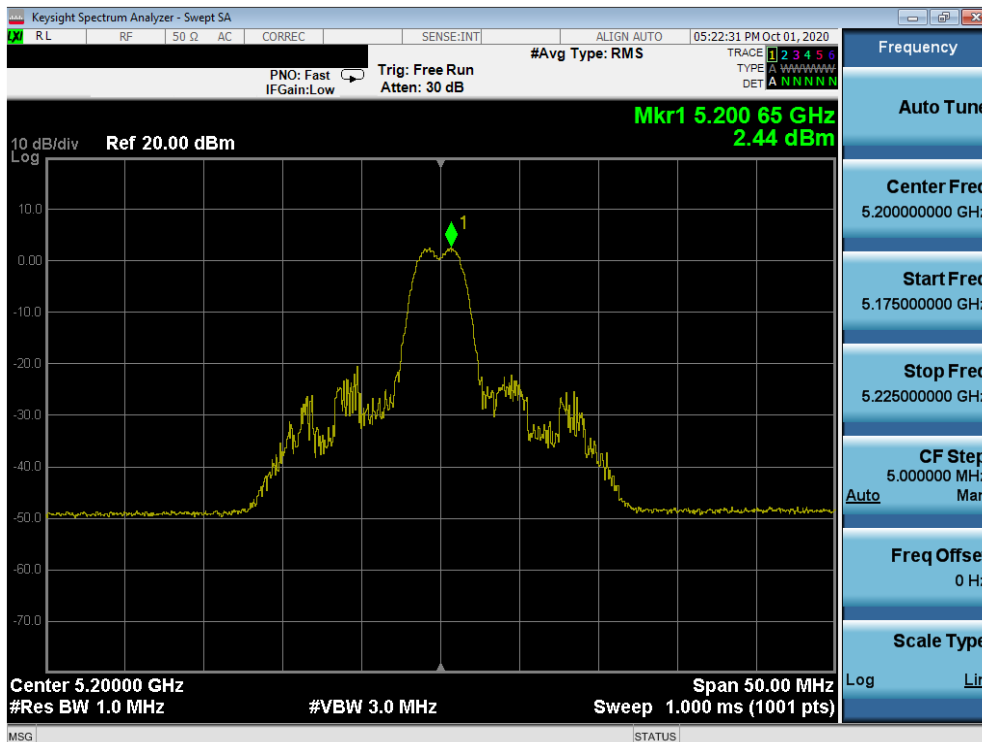 Keysight Spectrum Analyzer - Swept SA
LXI RL RF 50 Ω AC CORREC SENSE:INT ALIGN AUTO 05:22:31 PM Oct 01, 2020
#Avg Type: RMS
TRACE 1 2 3 4 5 6
PNO: Fast Trig: Free Run TYPE A WWWWW
IFGain:Low Atten: 30 dB DET A N N N N N
Mkr1 5.200 65 GHz
2.44 dBm
10 dB/div Ref 20.00 dBm
Log
1
10.0
0.00
-10.0
-20.0
-30.0
-40.0
-50.0
-60.0
-70.0
Center 5.20000 GHz Span 50.00 MHz
#Res BW 1.0 MHz #VBW 3.0 MHz Sweep 1.000 ms (1001 pts)
MSG STATUS
Frequency
Auto Tune
Center Freq
5.200000000 GHz
Start Freq
5.175000000 GHz
Stop Freq
5.225000000 GHz
CF Step
5.000000 MHz
Auto Man
Freq Offset
0 Hz
Scale Type
Log Lin